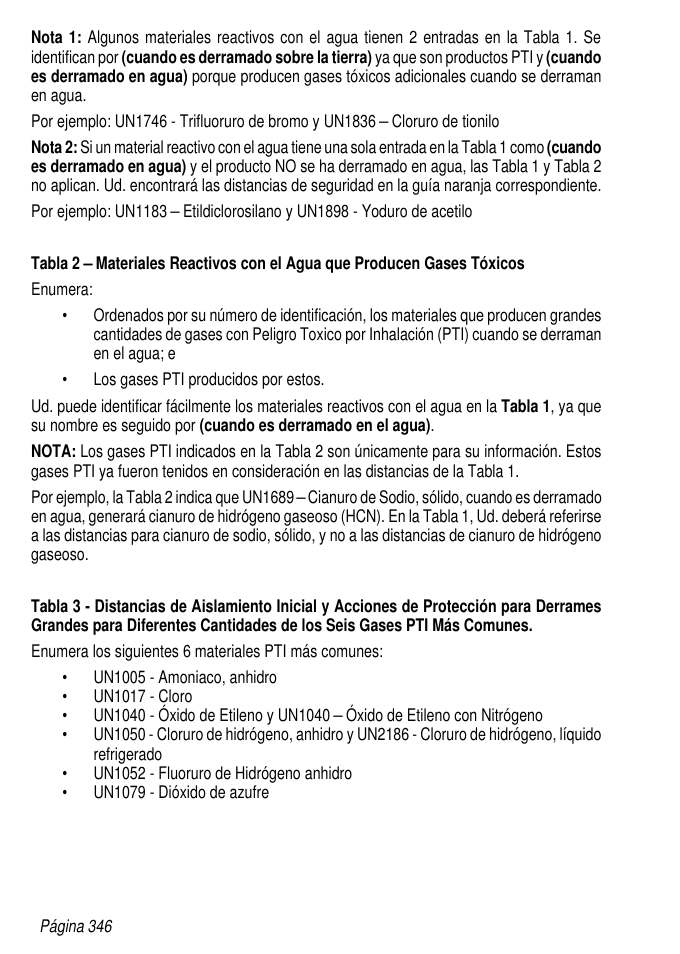 Nota 1: Algunos materiales reactivos con el agua tienen 2 entradas en la Tabla 1. Se
identifican por (cuando es derramado sobre la tierra) ya que son productos PTI y (cuando
es derramado en agua) porque producen gases tóxicos adicionales cuando se derraman
en agua.
Por ejemplo: UN1746 - Trifluoruro de bromo y UN1836 – Cloruro de tionilo
Nota 2: Si un material reactivo con el agua tiene una sola entrada en la Tabla 1 como (cuando
es derramado en agua) y el producto NO se ha derramado en agua, las Tabla 1 y Tabla 2
no aplican. Ud. encontrará las distancias de seguridad en la guía naranja correspondiente.
Por ejemplo: UN1183 – Etildiclorosilano y UN1898 - Yoduro de acetilo
Tabla 2 – Materiales Reactivos con el Agua que Producen Gases Tóxicos
Enumera:
• Ordenados por su número de identificación, los materiales que producen grandes
cantidades de gases con Peligro Toxico por Inhalación (PTI) cuando se derraman
en el agua; e
• Los gases PTI producidos por estos.
Ud. puede identificar fácilmente los materiales reactivos con el agua en la Tabla 1, ya que
su nombre es seguido por (cuando es derramado en el agua).
NOTA: Los gases PTI indicados en la Tabla 2 son únicamente para su información. Estos
gases PTI ya fueron tenidos en consideración en las distancias de la Tabla 1.
Por ejemplo, la Tabla 2 indica que UN1689 – Cianuro de Sodio, sólido, cuando es derramado
en agua, generará cianuro de hidrógeno gaseoso (HCN). En la Tabla 1, Ud. deberá referirse
a las distancias para cianuro de sodio, sólido, y no a las distancias de cianuro de hidrógeno
gaseoso.
Tabla 3 - Distancias de Aislamiento Inicial y Acciones de Protección para Derrames
Grandes para Diferentes Cantidades de los Seis Gases PTI Más Comunes.
Enumera los siguientes 6 materiales PTI más comunes:
• UN1005 - Amoniaco, anhidro
• UN1017 - Cloro
• UN1040 - Óxido de Etileno y UN1040 – Óxido de Etileno con Nitrógeno
• UN1050 - Cloruro de hidrógeno, anhidro y UN2186 - Cloruro de hidrógeno, líquido
refrigerado
• UN1052 - Fluoruro de Hidrógeno anhidro
• UN1079 - Dióxido de azufre
Página 346